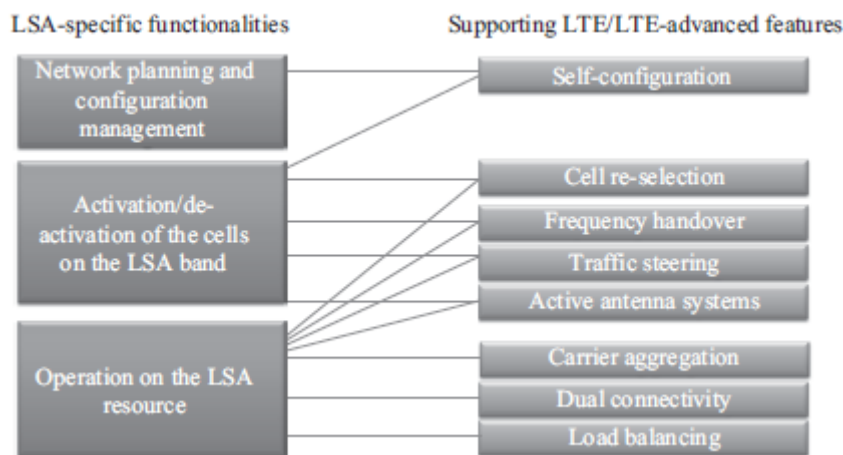 LSA-specific functionalities
Supporting LTE/LTE-advanced features
Network planning and
configuration
management
Activation/de-
activation of the cells
on the LSA band
Operation on the LSA
resource
Self-configuration
Cell re-selection
Frequency handover
Traffic steering
Active antenna systems
Carrier aggregation
Dual connectivity
Load balancing